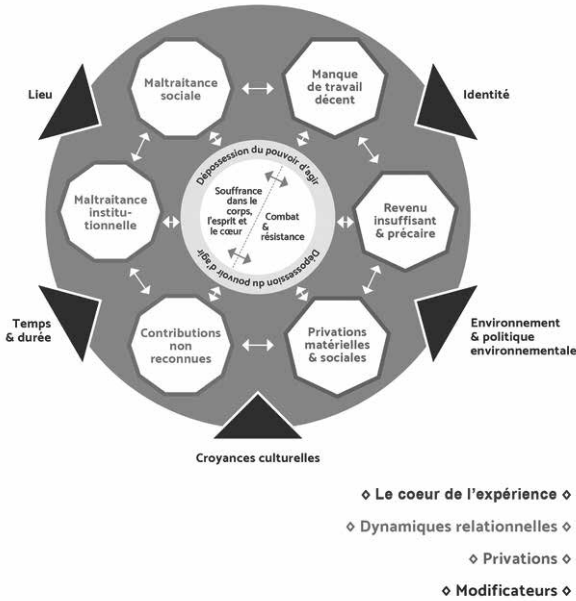 Maltraitance
sociale
Manque
de travail
décent
Lieu
Identité
Dépossession du pouvoir d'agir
Souffrance
dans le
corps,
l'esprit et
le cœur
Combat
&
résistance
Dépossession du pouvoir d'agir
Maltraitance
institu-
tionnelle
Revenu
insuffisant
& précaire
Temps
& durée
Contributions
non
reconnues
Privations
matérielles
& sociales
Environnement
& politique
environnementale
Croyances culturelles
◊ Le coeur de l'expérience ◊
◊ Dynamiques relationnelles ◊
◊ Privations ◊
◊ Modificateurs ◊